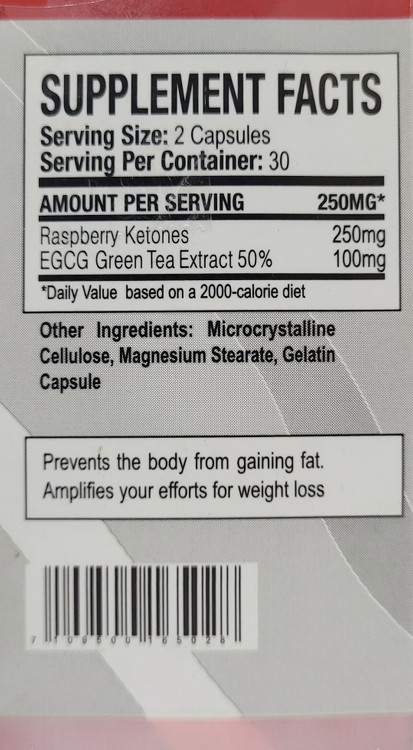 SUPPLEMENT FACTS
Serving Size: 2 Capsules
Serving Per Container: 30
AMOUNT PER SERVING 250MG*
Raspberry Ketones 250mg
EGCG Green Tea Extract 50% 100mg
*Daily Value based on a 2000-calorie diet
Other Ingredients: Microcrystalline
Cellulose, Magnesium Stearate, Gelatin
Capsule
Prevents the body from gaining fat.
Amplifies your efforts for weight loss